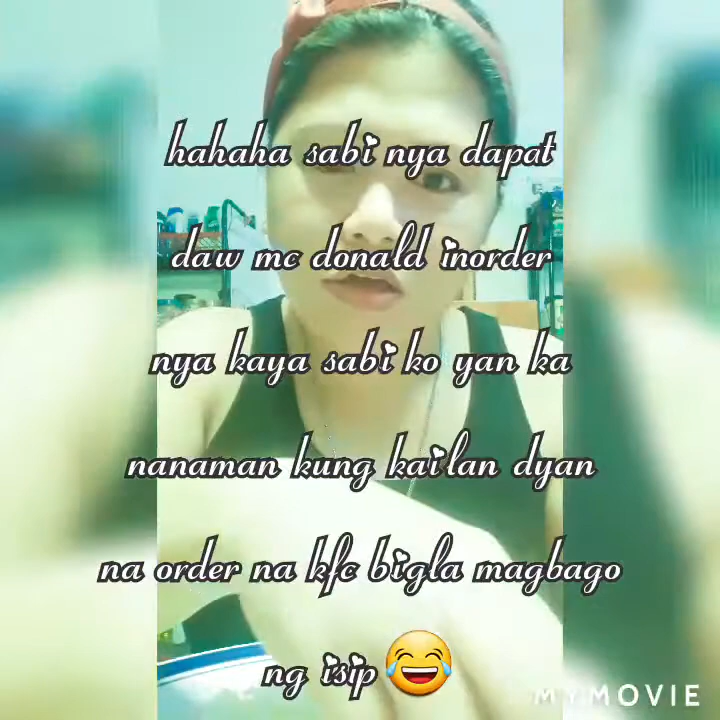 hahaha sabi nya dapat
daw mc donald inorder
nya kaya sabi ko yan ka
nanaman kung kailan dyan
na order na kfc bigla magbago
ng isip 😂
MYMOVIE